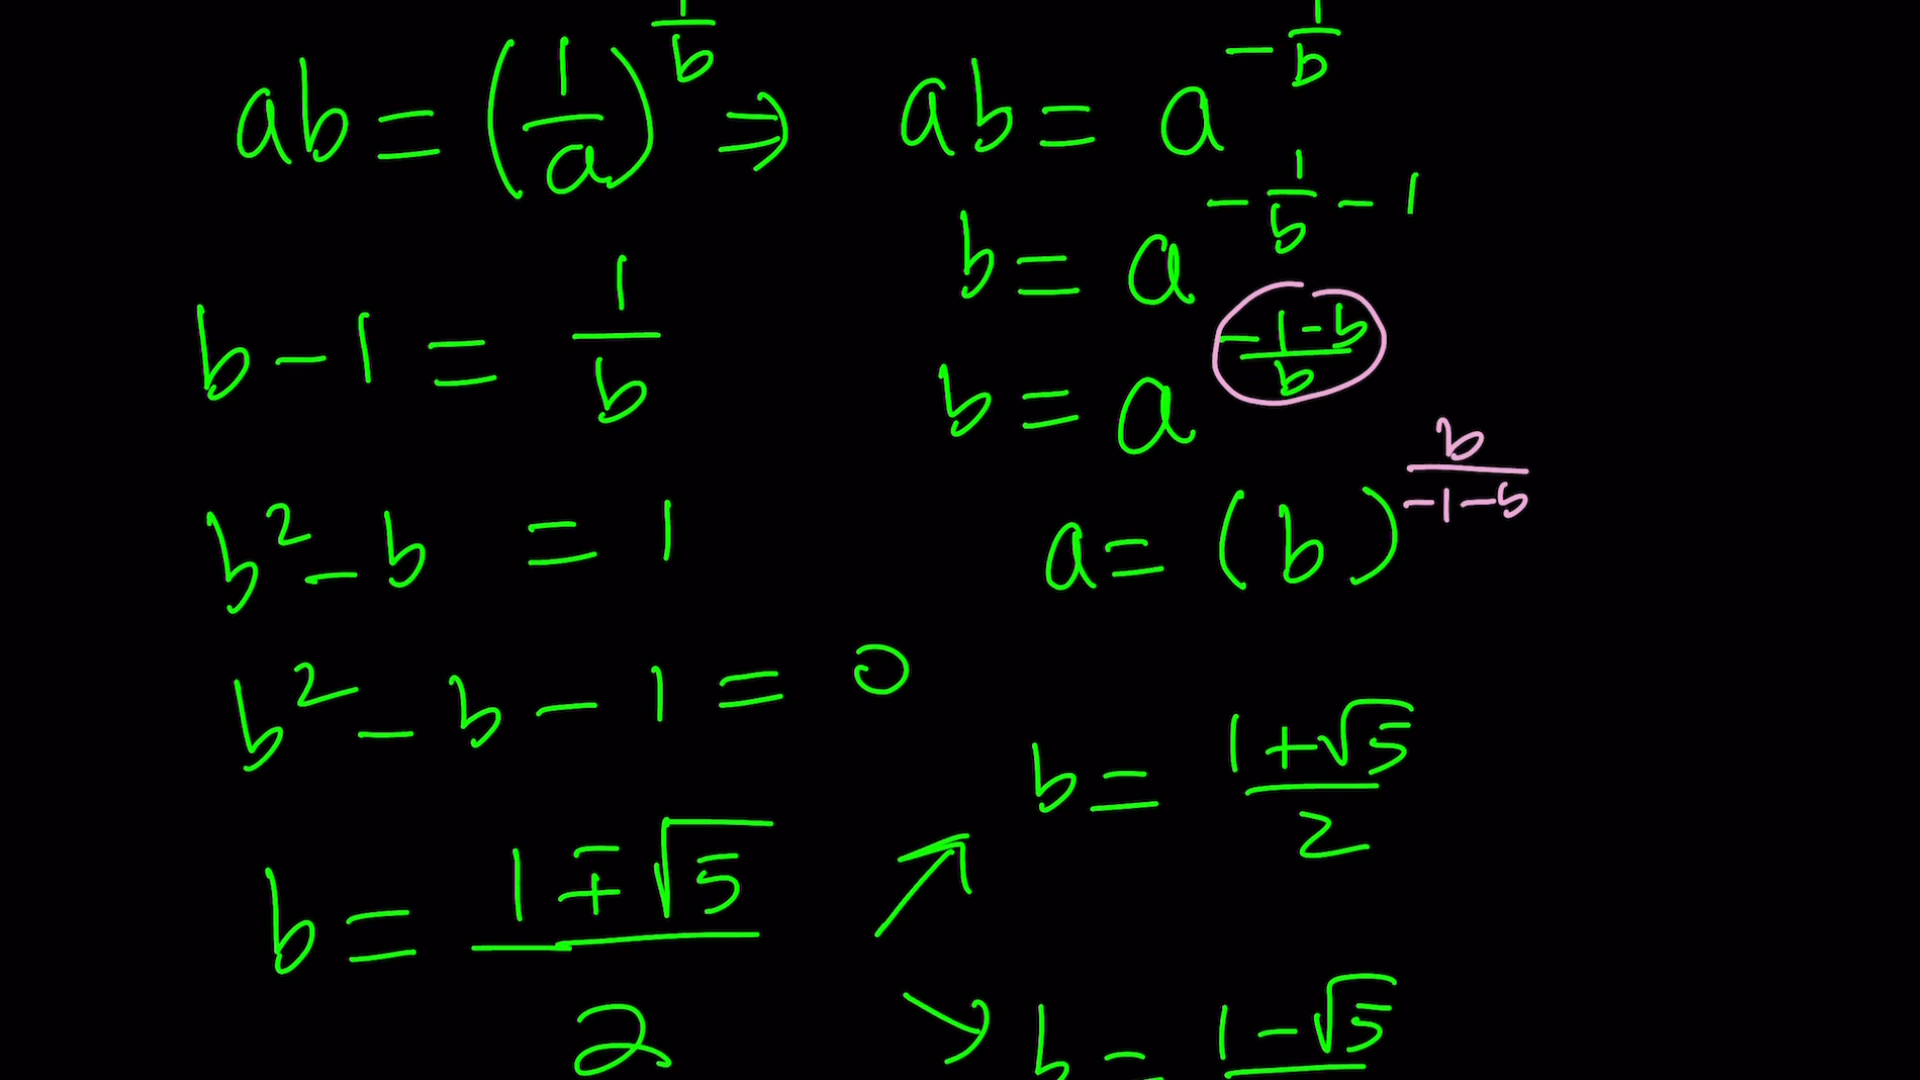 ab = (1/a)^(1/b) ⇒ ab = a^(-1/b)
b = a^(-1/b - 1)
b - 1 = 1/b
b = a^((-1-b)/b)
a = (b)^(b/(-1-b))
b² - b = 1
b² - b - 1 = 0
b = (1+√5)/2
b = (1∓√5)/2
b = 1-√5